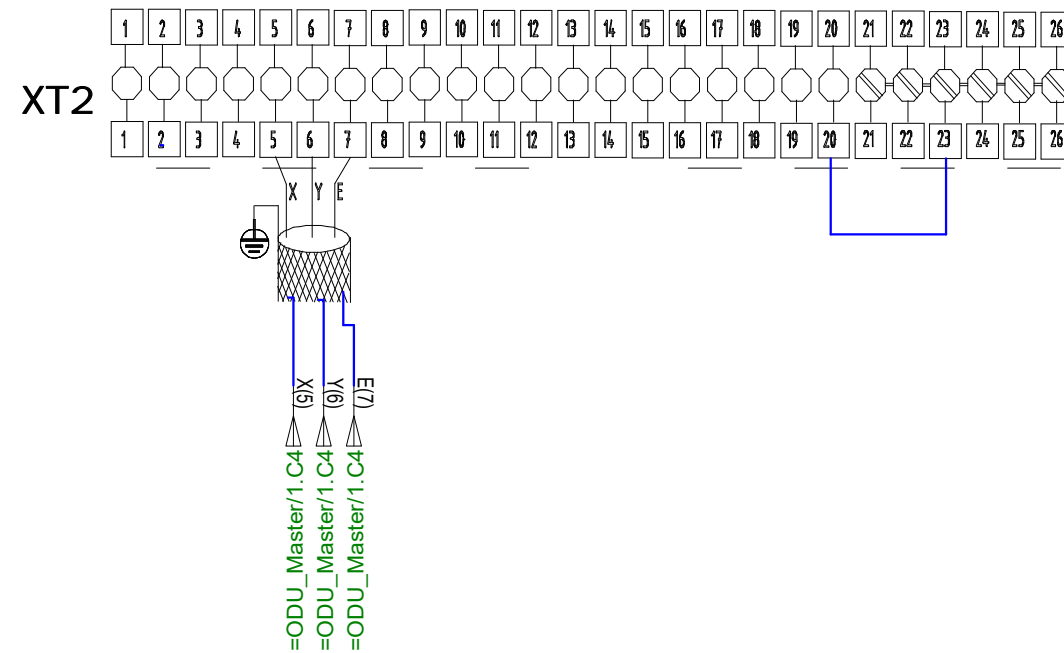 1 2 3 4 5 6 7 8 9 10 11 12 13 14 15 16 17 18 19 20 21 22 23 24 25 26
XT2
1 2 3 4 5 6 7 8 9 10 11 12 13 14 15 16 17 18 19 20 21 22 23 24 25 26
X Y E
X(5)
Y(6)
E(7)
=ODU_Master/1.C4
=ODU_Master/1.C4
=ODU_Master/1.C4